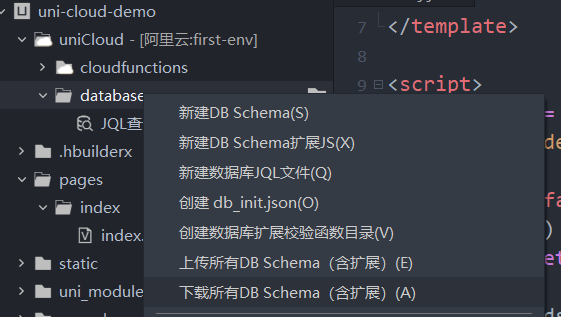 uni-cloud-demo
uniCloud - [阿里云:first-env]
cloudfunctions
database
JQL查
.hbuilderx
pages
index
index.
static
uni_module
7 </template>
8
9 <script>
新建DB Schema(S)
新建DB Schema扩展JS(X)
新建数据库JQL文件(Q)
创建 db_init.json(O)
创建数据库扩展校验函数目录(V)
上传所有DB Schema（含扩展）(E)
下载所有DB Schema（含扩展）(A)